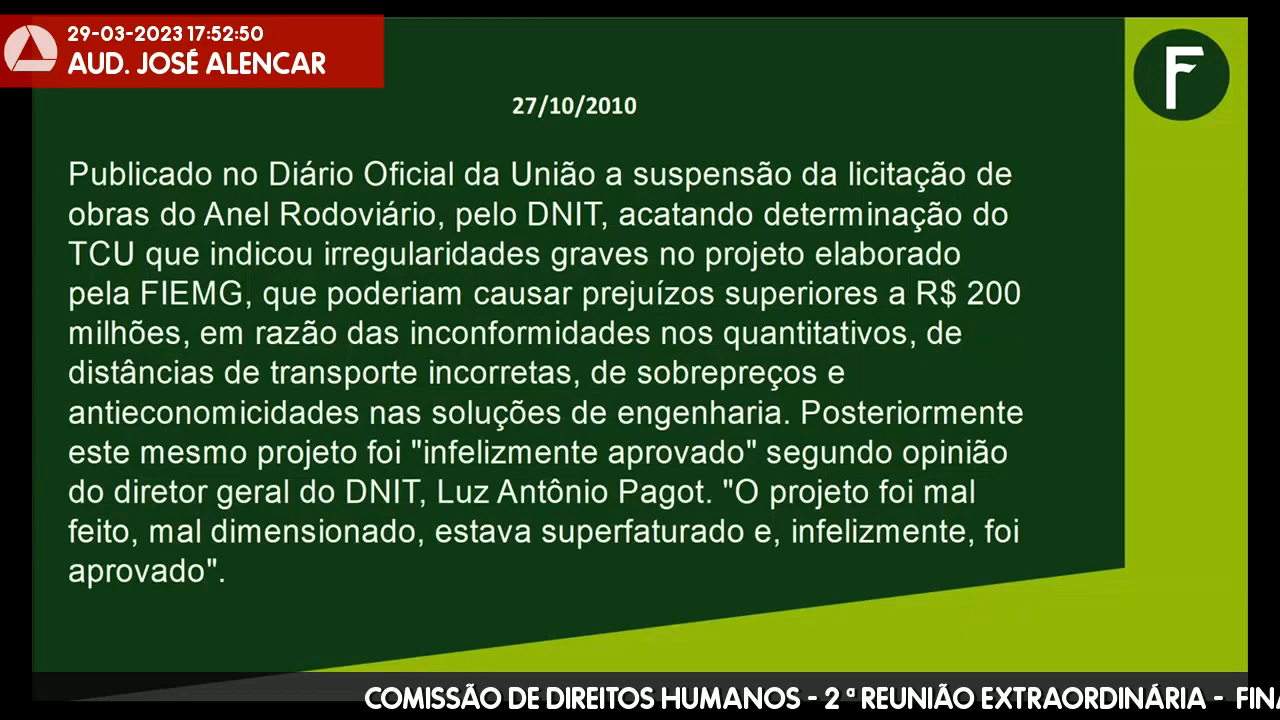 29-03-2023 17:52:50
AUD. JOSÉ ALENCAR
F
27/10/2010
Publicado no Diário Oficial da União a suspensão da licitação de
obras do Anel Rodoviário, pelo DNIT, acatando determinação do
TCU que indicou irregularidades graves no projeto elaborado
pela FIEMG, que poderiam causar prejuízos superiores a R$ 200
milhões, em razão das inconformidades nos quantitativos, de
distâncias de transporte incorretas, de sobrepreços e
antieconomicidades nas soluções de engenharia. Posteriormente
este mesmo projeto foi "infelizmente aprovado" segundo opinião
do diretor geral do DNIT, Luz Antônio Pagot. "O projeto foi mal
feito, mal dimensionado, estava superfaturado e, infelizmente, foi
aprovado".
COMISSÃO DE DIREITOS HUMANOS - 2 ª REUNIÃO EXTRAORDINÁRIA -